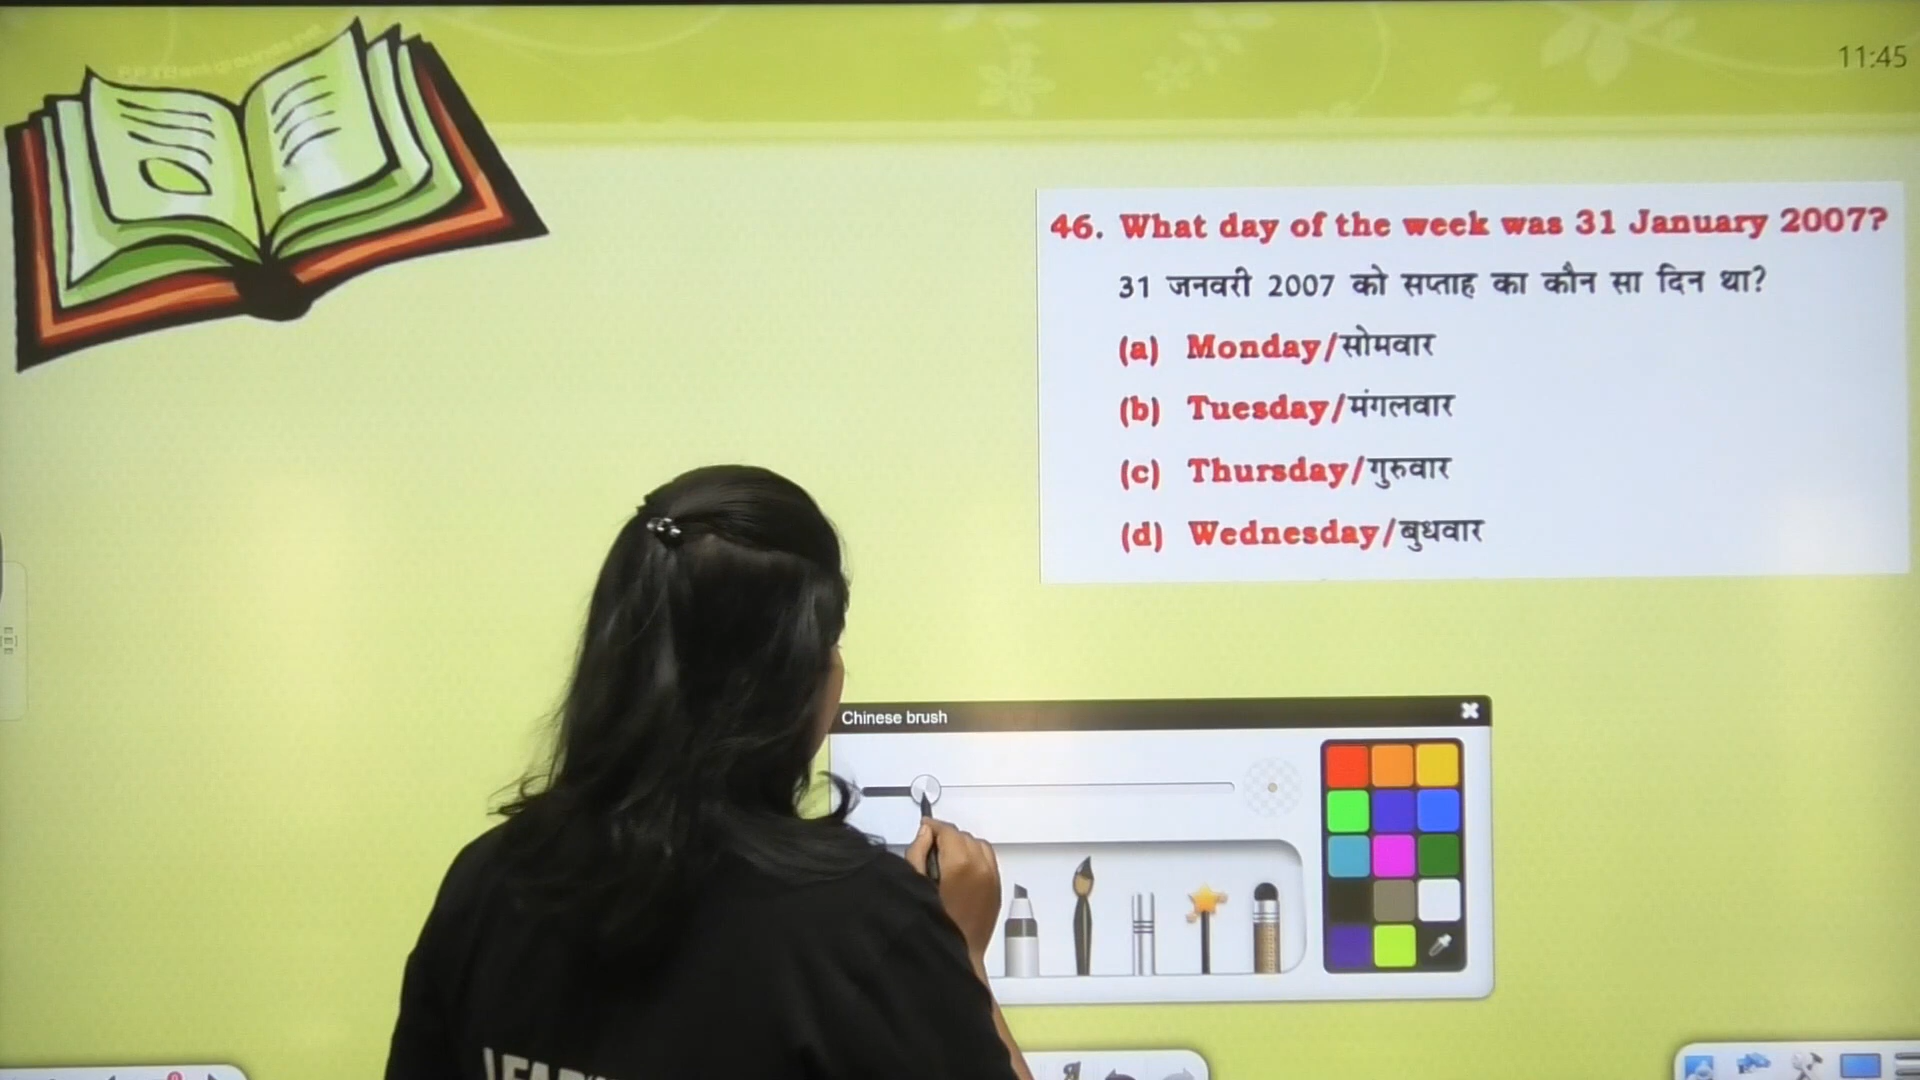 11:45
46. What day of the week was 31 January 2007?
31 जनवरी 2007 को सप्ताह का कौन सा दिन था?
(a) Monday/सोमवार
(b) Tuesday/मंगलवार
(c) Thursday/गुरुवार
(d) Wednesday/बुधवार
Chinese brush